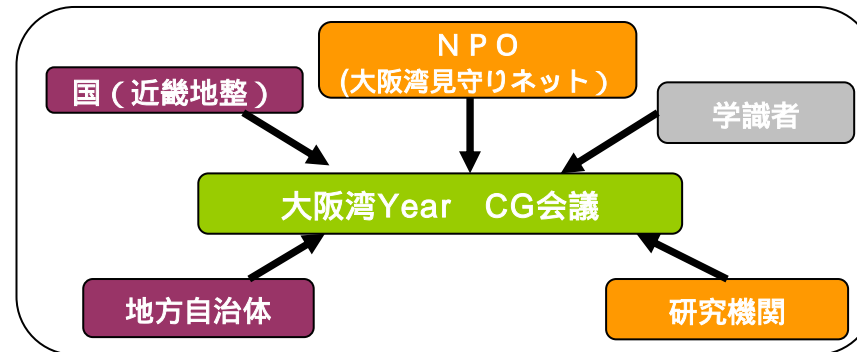 ＮＰＯ
(大阪湾見守りネット）
国（近畿地整）
学識者
大阪湾Year　CG会議
地方自治体
研究機関